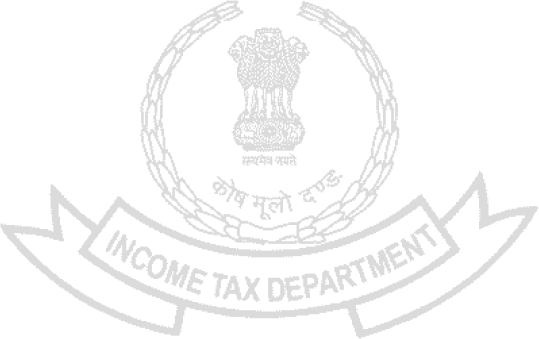 सत्यमेव जयते
कोष मूलो दण्डः
INCOME TAX DEPARTMENT